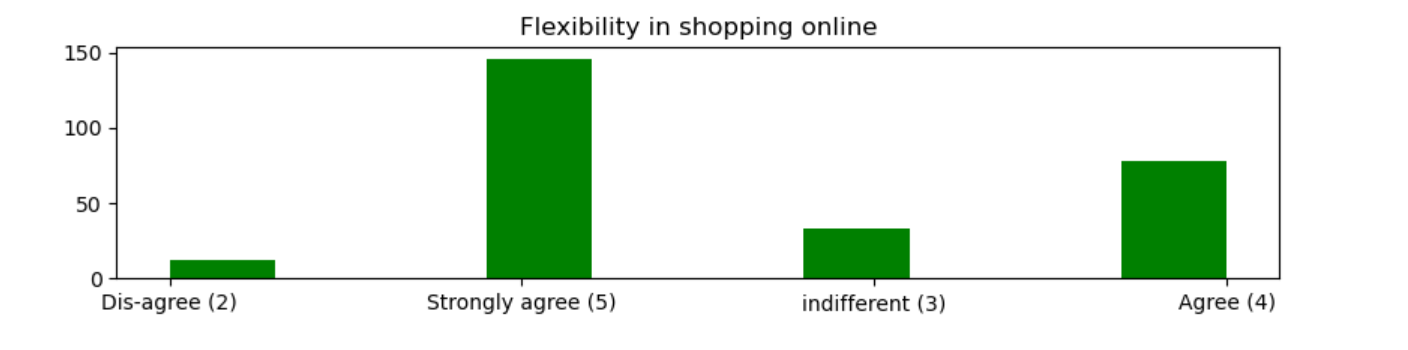 Flexibility in shopping online
150
100
50
0
Dis-agree (2) Strongly agree (5) indifferent (3) Agree (4)